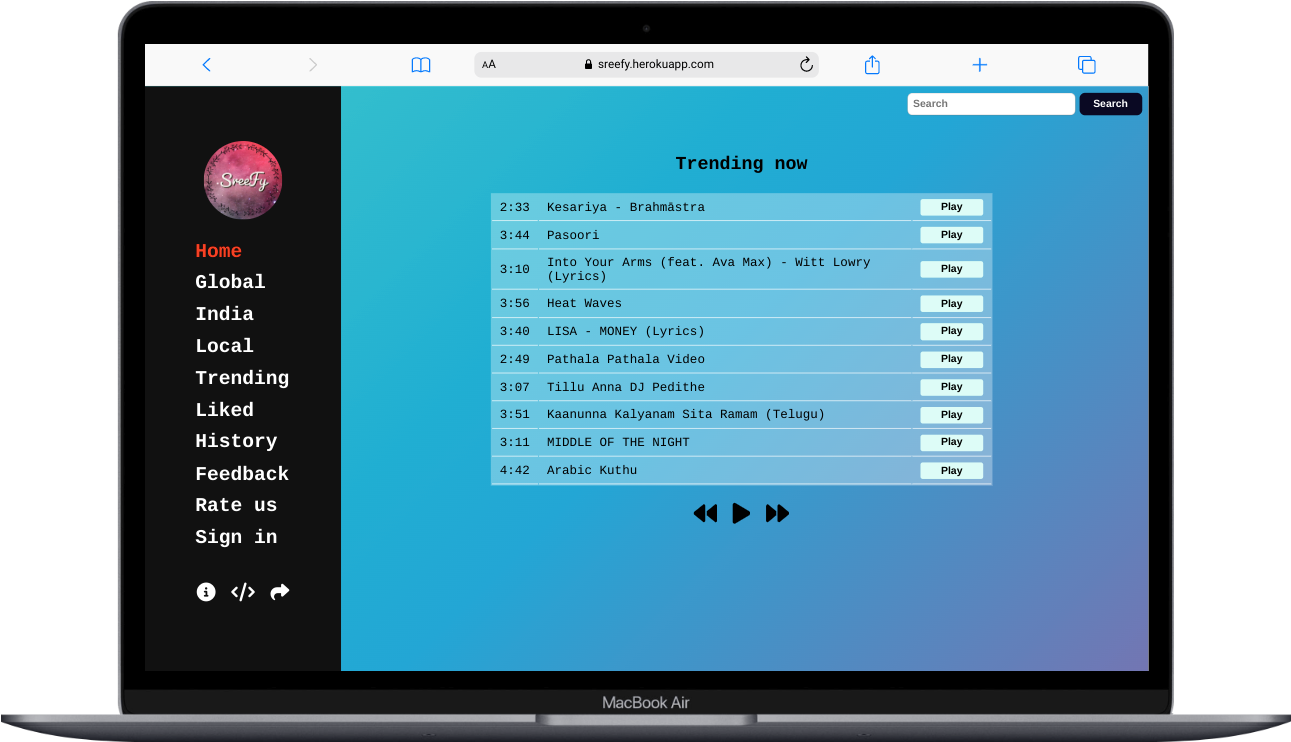 AA sreefy.herokuapp.com
Search Search
SreeFy
Home
Global
India
Local
Trending
Liked
History
Feedback
Rate us
Sign in
Trending now
2:33 Kesariya - Brahmāstra Play
3:44 Pasoori Play
3:10 Into Your Arms (feat. Ava Max) - Witt Lowry
(Lyrics) Play
3:56 Heat Waves Play
3:40 LISA - MONEY (Lyrics) Play
2:49 Pathala Pathala Video Play
3:07 Tillu Anna DJ Pedithe Play
3:51 Kaanunna Kalyanam Sita Ramam (Telugu) Play
3:11 MIDDLE OF THE NIGHT Play
4:42 Arabic Kuthu Play
MacBook Air